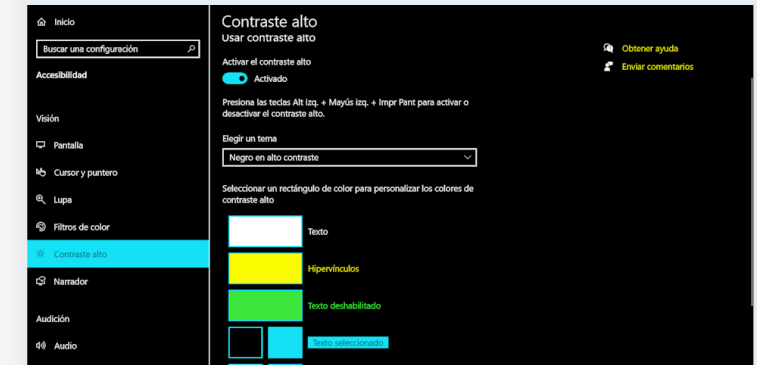 Inicio
Buscar una configuración
Accesibilidad
Visión
Pantalla
Cursor y puntero
Lupa
Filtros de color
Contraste alto
Narrador
Audición
Audio
Contraste alto
Usar contraste alto
Activar el contraste alto
Activado
Presiona las teclas Alt izq. + Mayús izq. + Impr Pant para activar o
desactivar el contraste alto.
Elegir un tema
Negro en alto contraste
Seleccionar un rectángulo de color para personalizar los colores de
contraste alto
Texto
Hipervínculos
Texto deshabilitado
Texto seleccionado
Obtener ayuda
Enviar comentarios